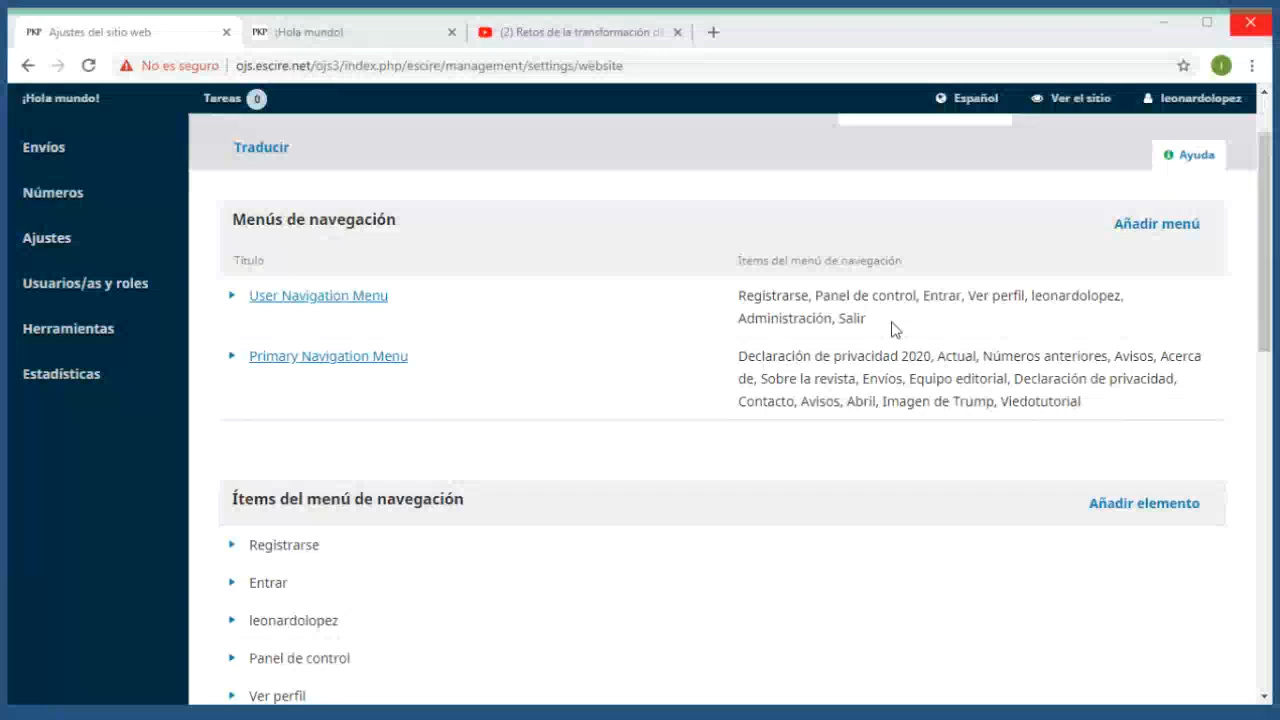 PKP Ajustes del sitio web
PKP ¡Hola mundo!
(2) Retos de la transformación di
No es seguro
ojs.escire.net/ojs3/index.php/escire/management/settings/website
i
¡Hola mundo!
Tareas 0
Español
Ver el sitio
leonardolopez
Envíos
Números
Ajustes
Usuarios/as y roles
Herramientas
Estadísticas
Traducir
Ayuda
Menús de navegación
Añadir menú
Título
Ítems del menú de navegación
User Navigation Menu
Registrarse, Panel de control, Entrar, Ver perfil, leonardolopez,
Administración, Salir
Primary Navigation Menu
Declaración de privacidad 2020, Actual, Números anteriores, Avisos, Acerca
de, Sobre la revista, Envíos, Equipo editorial, Declaración de privacidad,
Contacto, Avisos, Abril, Imagen de Trump, Viedotutorial
Ítems del menú de navegación
Añadir elemento
Registrarse
Entrar
leonardolopez
Panel de control
Ver perfil